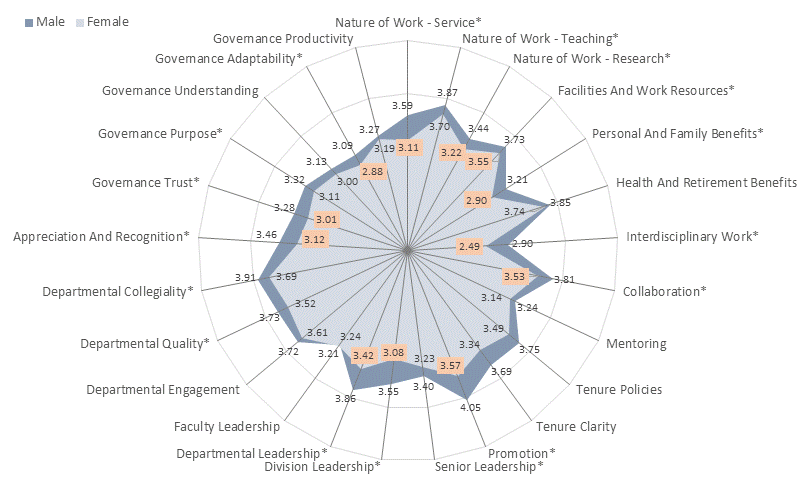 Male Female
Nature of Work - Service*
Nature of Work - Teaching*
Nature of Work - Research*
Facilities And Work Resources*
Personal And Family Benefits*
Health And Retirement Benefits
Interdisciplinary Work*
Collaboration*
Mentoring
Tenure Policies
Tenure Clarity
Promotion*
Senior Leadership*
Division Leadership*
Departmental Leadership*
Faculty Leadership
Departmental Engagement
Departmental Quality*
Departmental Collegiality*
Appreciation And Recognition*
Governance Trust*
Governance Purpose*
Governance Understanding
Governance Adaptability*
Governance Productivity
3.59
3.87
3.44
3.73
3.21
3.85
2.90
3.81
3.24
3.75
3.69
4.05
3.40
3.55
3.86
3.21
3.72
3.73
3.91
3.46
3.28
3.32
3.13
3.09
3.27
3.11
3.70
3.22
3.55
2.90
3.74
2.49
3.53
3.14
3.49
3.34
3.57
3.23
3.08
3.42
3.24
3.61
3.52
3.69
3.12
3.01
3.11
3.00
2.88
3.19